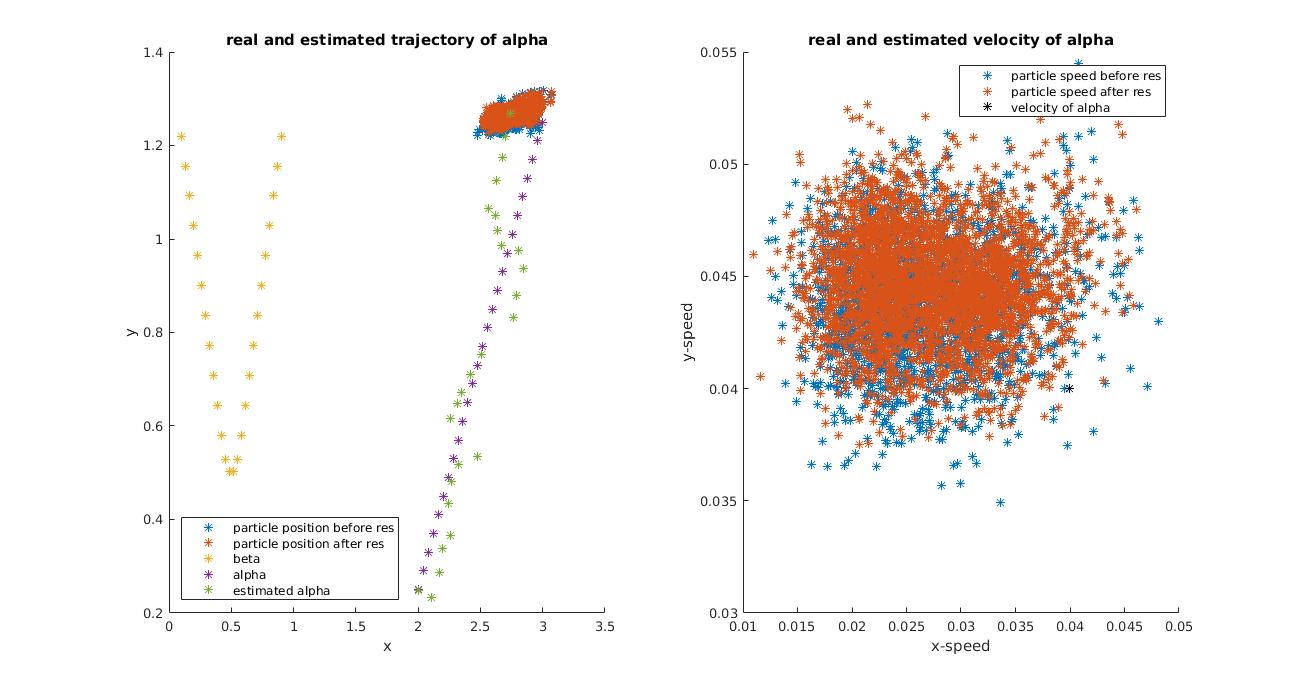 real and estimated trajectory of alpha
1.4
1.2
1
0.8
0.6
0.4
0.2
y
particle position before res
particle position after res
beta
alpha
estimated alpha
0 0.5 1 1.5 2 2.5 3 3.5
x
real and estimated velocity of alpha
0.055
0.05
0.045
0.04
0.035
0.03
y-speed
particle speed before res
particle speed after res
velocity of alpha
0.01 0.015 0.02 0.025 0.03 0.035 0.04 0.045 0.05
x-speed